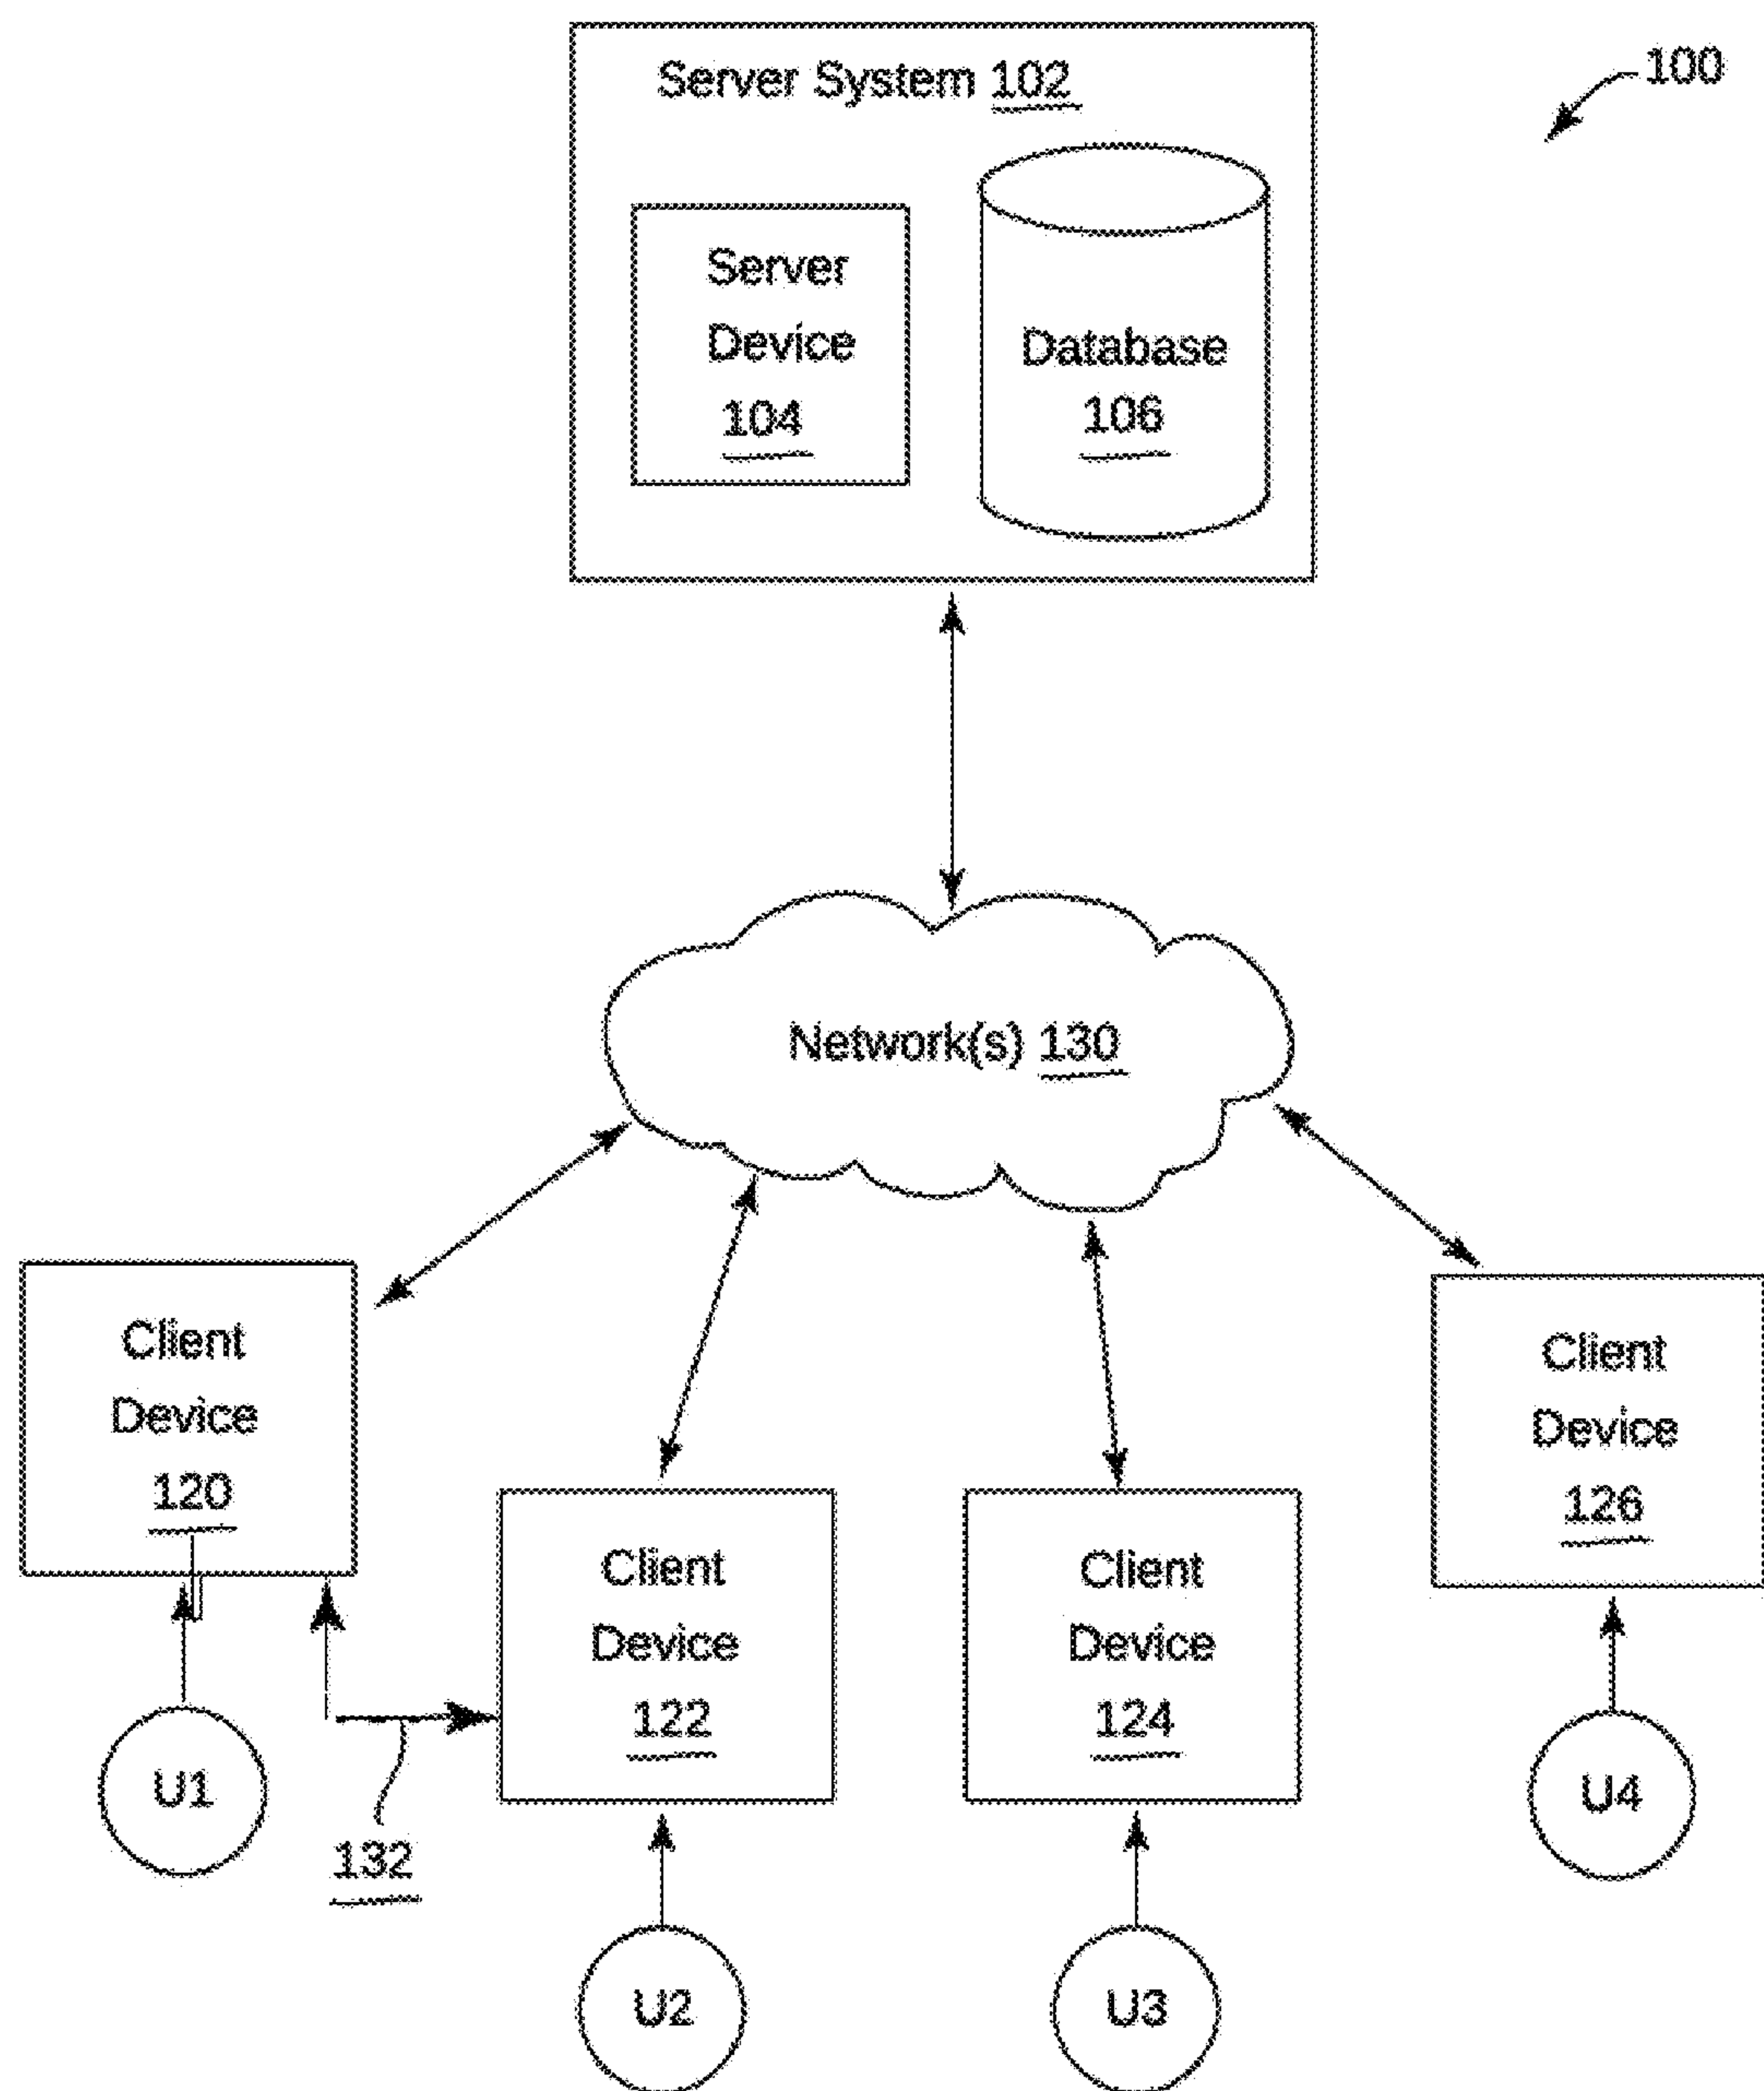 Server System 102
100
Server
Device
104
Database
106
Network(s) 130
Client
Device
120
Client
Device
122
Client
Device
124
Client
Device
126
U1
132
U2
U3
U4